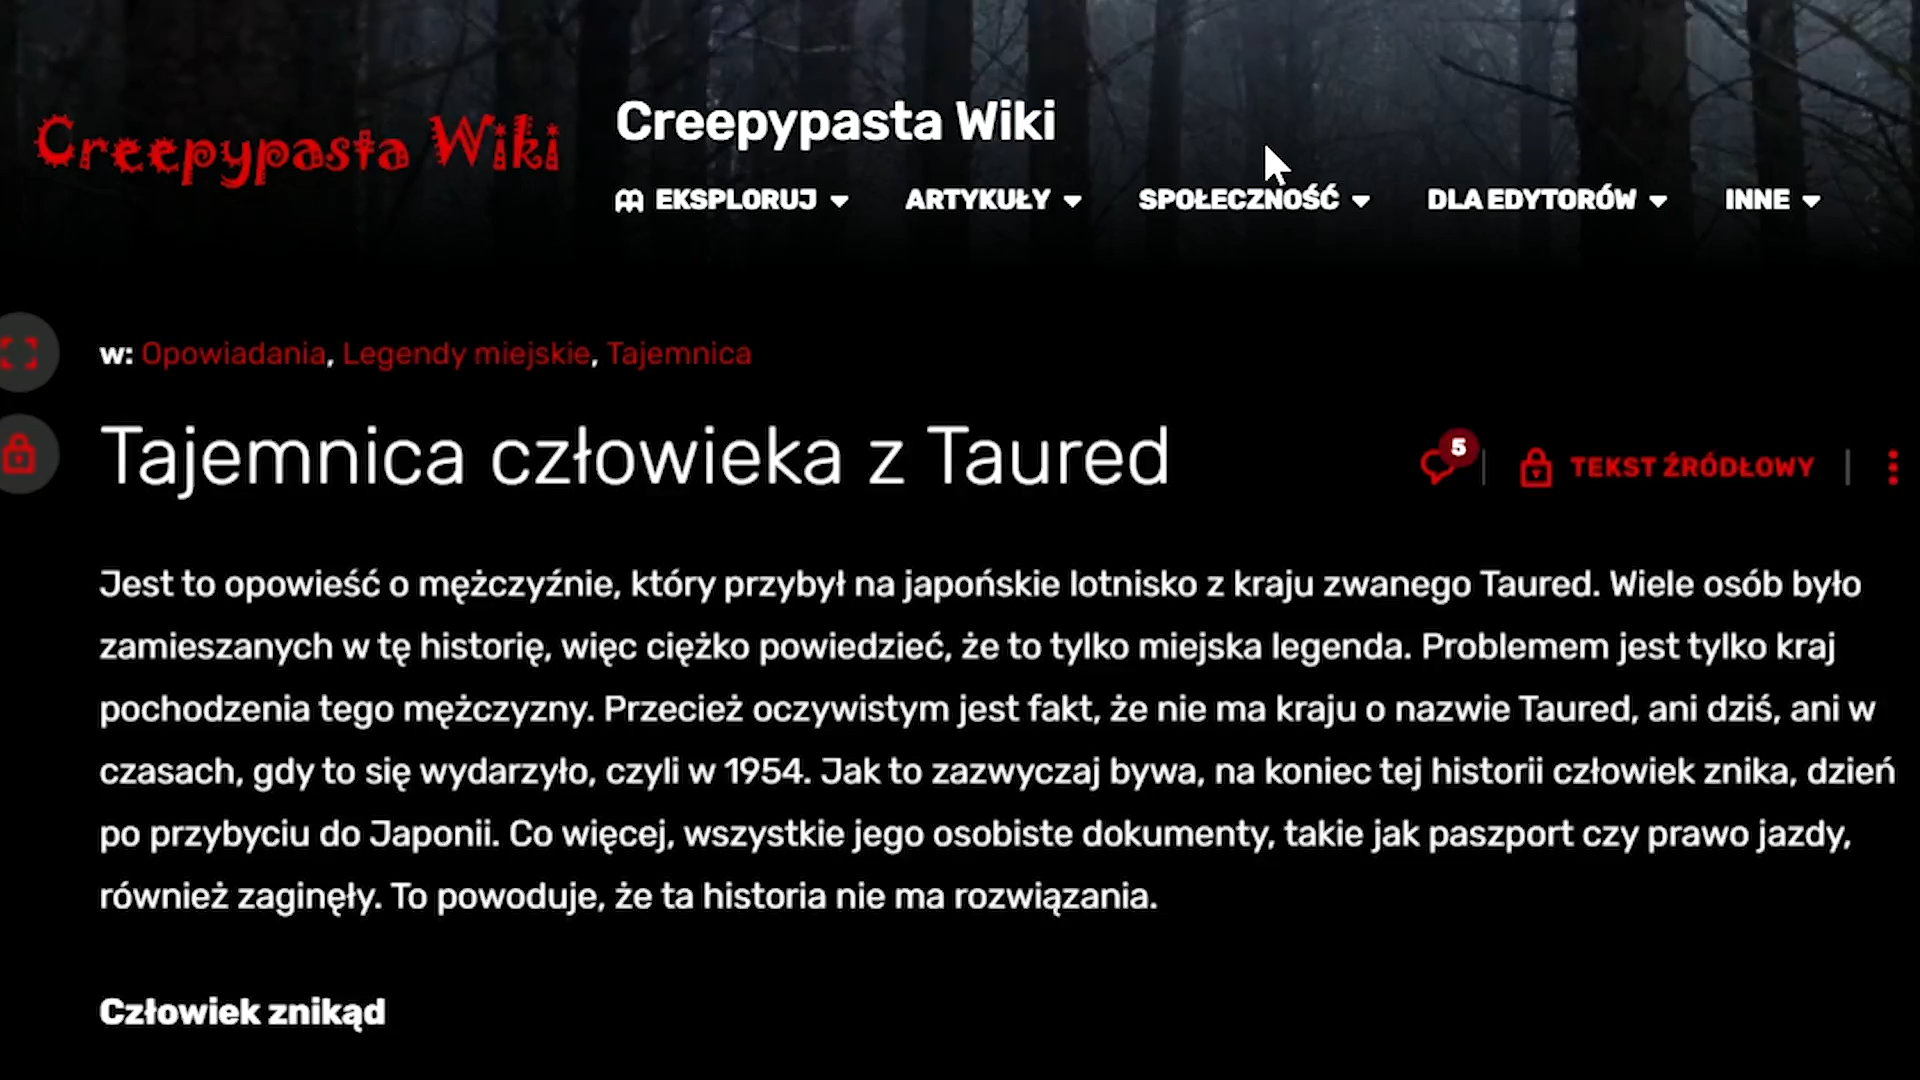 Creepypasta Wiki
Creepypasta Wiki
EKSPLORUJ ARTYKUŁY SPOŁECZNOŚĆ DLA EDYTORÓW INNE
w: Opowiadania, Legendy miejskie, Tajemnica
Tajemnica człowieka z Taured
5
TEKST ŹRÓDŁOWY
Jest to opowieść o mężczyźnie, który przybył na japońskie lotnisko z kraju zwanego Taured. Wiele osób było
zamieszanych w tę historię, więc ciężko powiedzieć, że to tylko miejska legenda. Problemem jest tylko kraj
pochodzenia tego mężczyzny. Przecież oczywistym jest fakt, że nie ma kraju o nazwie Taured, ani dziś, ani w
czasach, gdy to się wydarzyło, czyli w 1954. Jak to zazwyczaj bywa, na koniec tej historii człowiek znika, dzień
po przybyciu do Japonii. Co więcej, wszystkie jego osobiste dokumenty, takie jak paszport czy prawo jazdy,
również zaginęły. To powoduje, że ta historia nie ma rozwiązania.
Człowiek znikąd